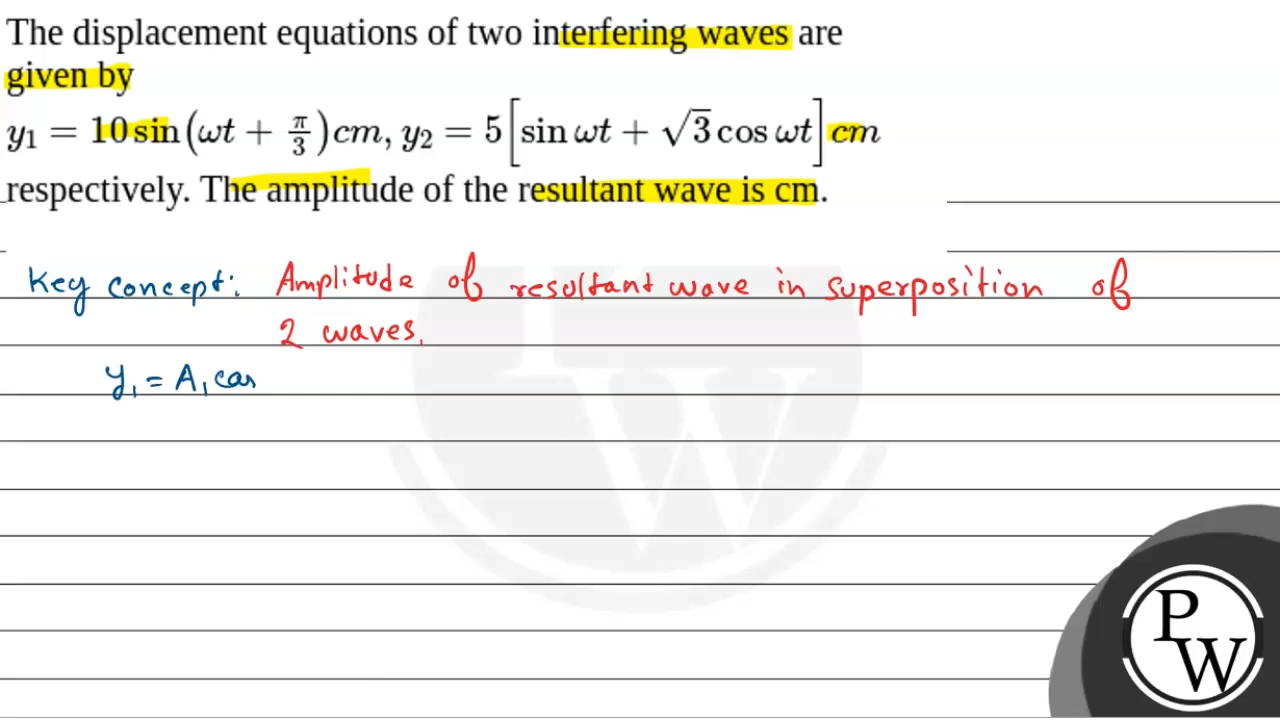 The displacement equations of two interfering waves are
given by
y₁ = 10 sin(ωt + π/3)cm, y₂ = 5[sin ωt + √3 cos ωt] cm
respectively. The amplitude of the resultant wave is cm.
Key concept: Amplitude of resultant wave in superposition of
2 waves.
y₁ = A₁ cos
P
W